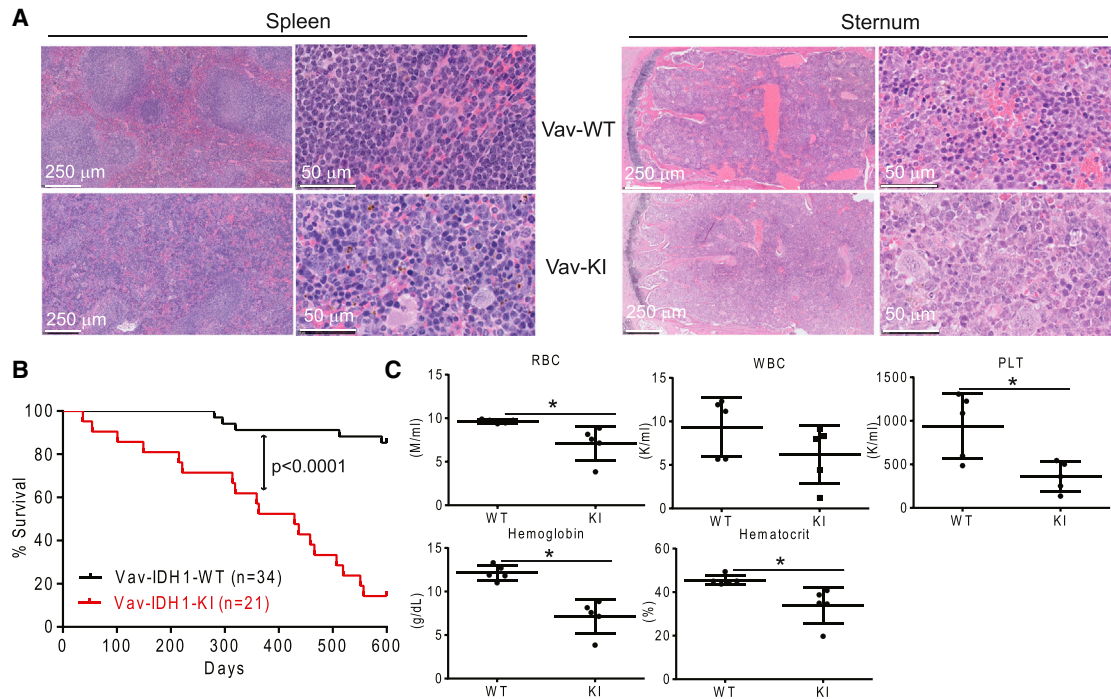 A
Spleen
Sternum
250 µm
50 µm
Vav-WT
250 µm
50 µm
250 µm
50 µm
Vav-KI
250 µm
50 µm
B
100
80
60
40
20
0
% Survival
p<0.0001
Vav-IDH1-WT (n=34)
Vav-IDH1-KI (n=21)
0 100 200 300 400 500 600
Days
C
RBC
15
10
5
0
(M/ml)
*
WT KI
WBC
15
10
5
0
(K/ml)
WT KI
PLT
1500
1000
500
0
(K/ml)
*
WT KI
Hemoglobin
15
10
5
0
(g/dL)
*
WT KI
Hematocrit
60
40
20
0
(%)
*
WT KI